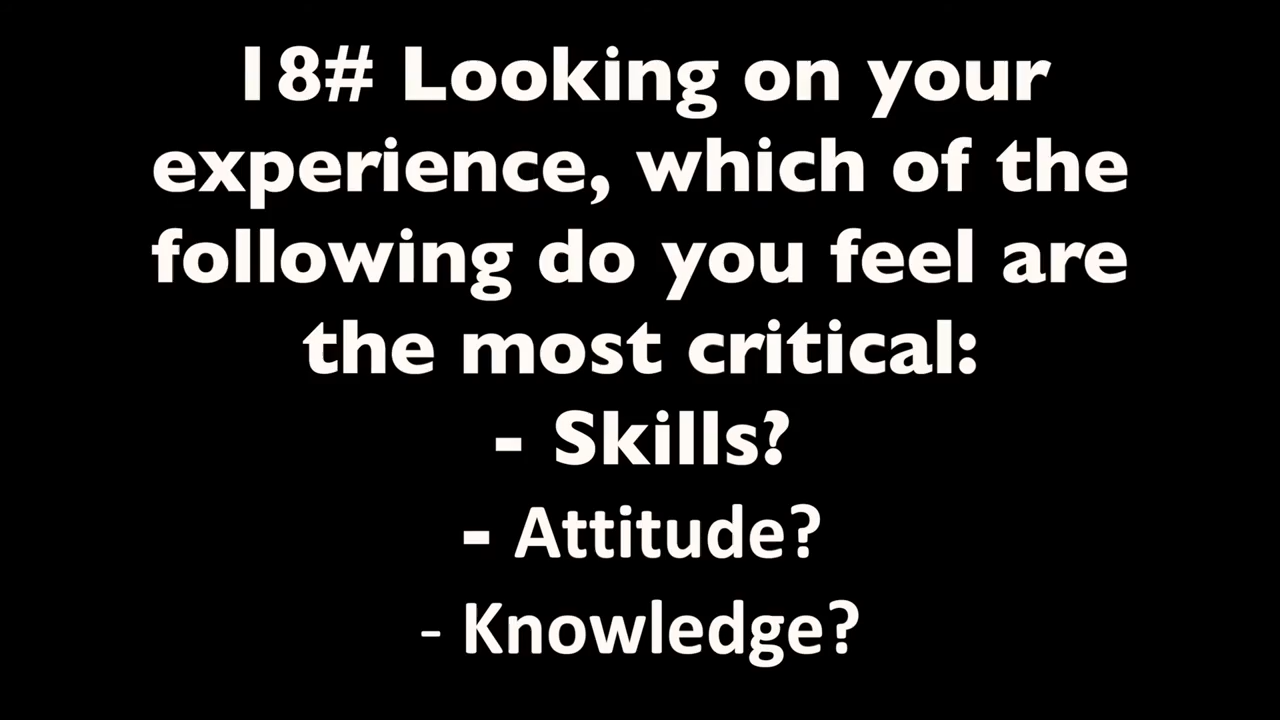 18# Looking on your
experience, which of the
following do you feel are
the most critical:
- Skills?
- Attitude?
- Knowledge?